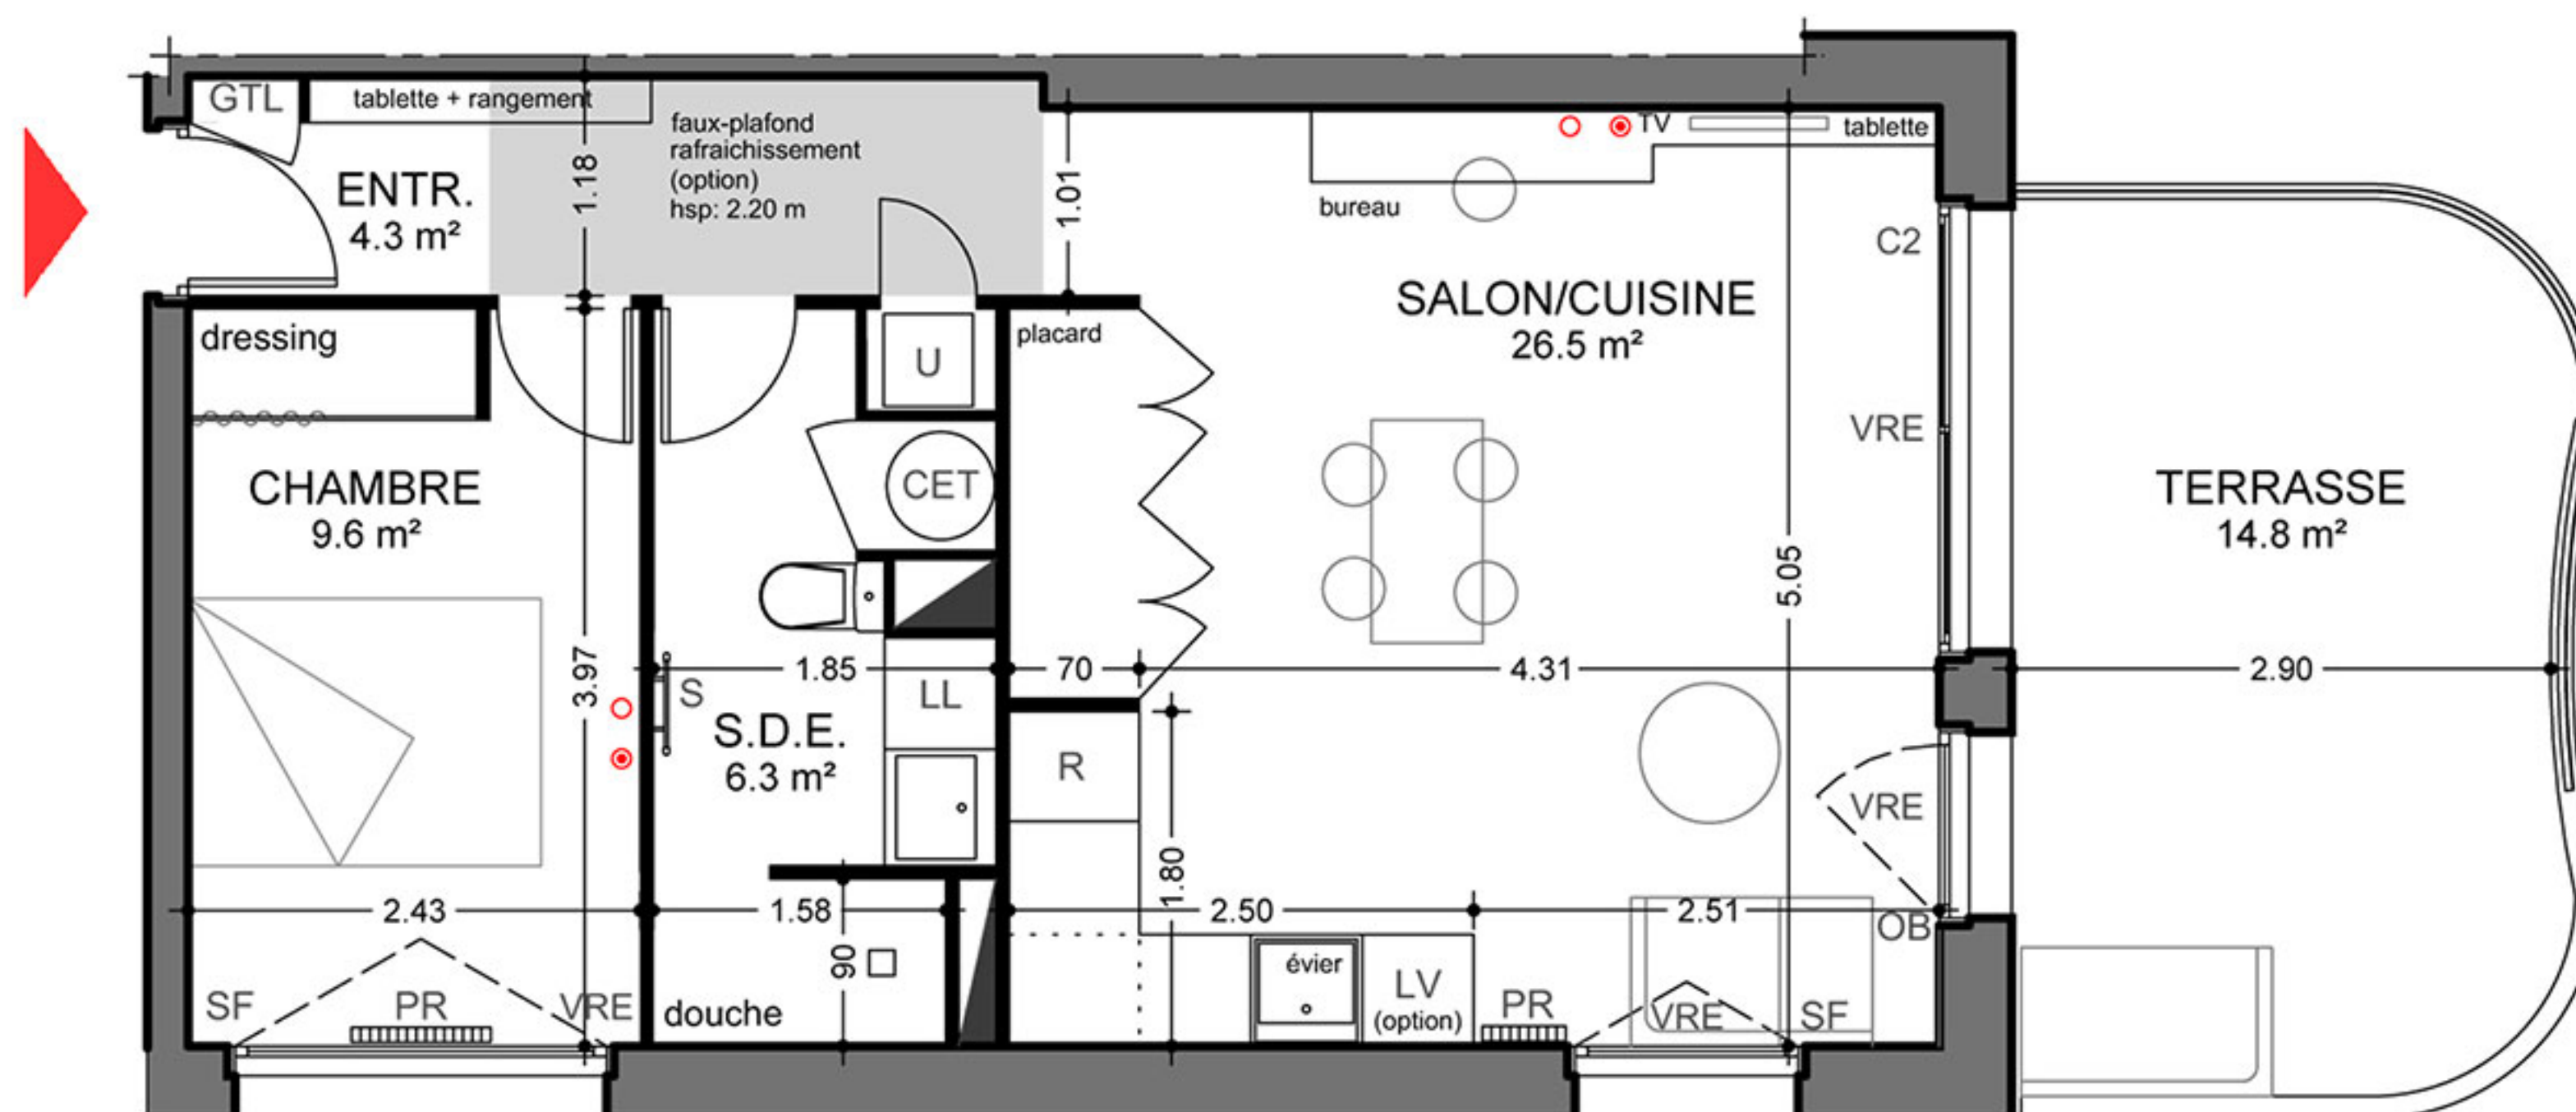 GTL
tablette + rangement
faux-plafond
rafraichissement
(option)
hsp: 2.20 m
1.18
1.01
TV
tablette
bureau
ENTR.
4.3 m²
C2
SALON/CUISINE
26.5 m²
dressing
U
placard
VRE
CHAMBRE
9.6 m²
CET
TERRASSE
14.8 m²
5.05
3.97
1.85
70
4.31
2.90
S
LL
S.D.E.
6.3 m²
R
VRE
1.80
2.43
1.58
2.50
2.51
OB
90
évier
LV
(option)
SF
PR
VRE
douche
PR
VRE
SF